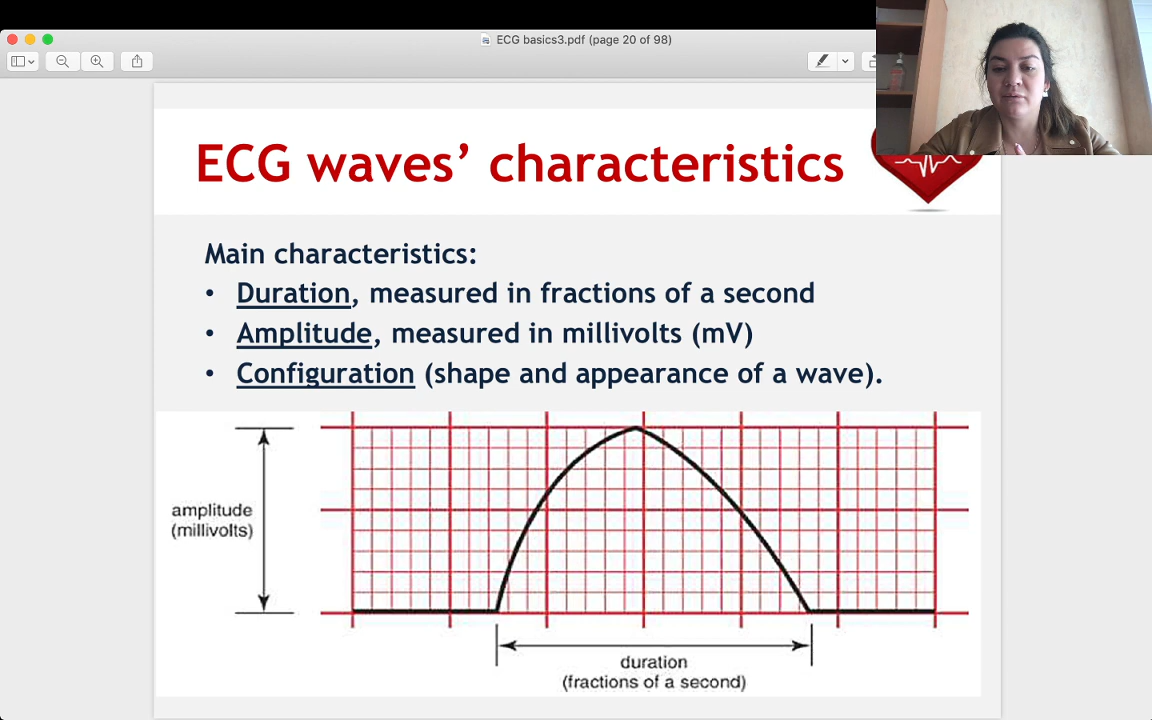 ECG basics3.pdf (page 20 of 98)
ECG waves’ characteristics
Main characteristics:
• Duration, measured in fractions of a second
• Amplitude, measured in millivolts (mV)
• Configuration (shape and appearance of a wave).
amplitude
(millivolts)
duration
(fractions of a second)